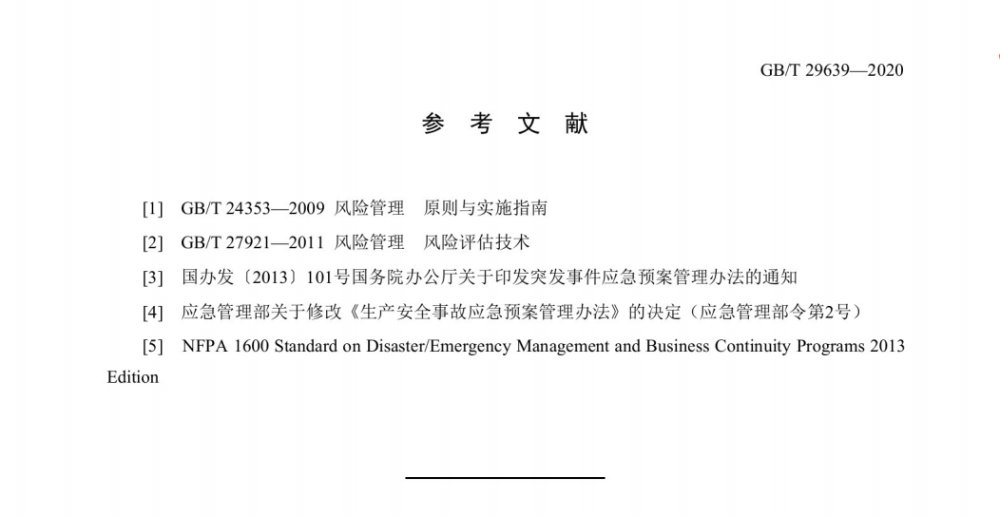 GB/T 29639—2020
参 考 文 献
[1] GB/T 24353—2009 风险管理 原则与实施指南
[2] GB/T 27921—2011 风险管理 风险评估技术
[3] 国办发〔2013〕101号国务院办公厅关于印发突发事件应急预案管理办法的通知
[4] 应急管理部关于修改《生产安全事故应急预案管理办法》的决定（应急管理部令第2号）
[5] NFPA 1600 Standard on Disaster/Emergency Management and Business Continuity Programs 2013
Edition